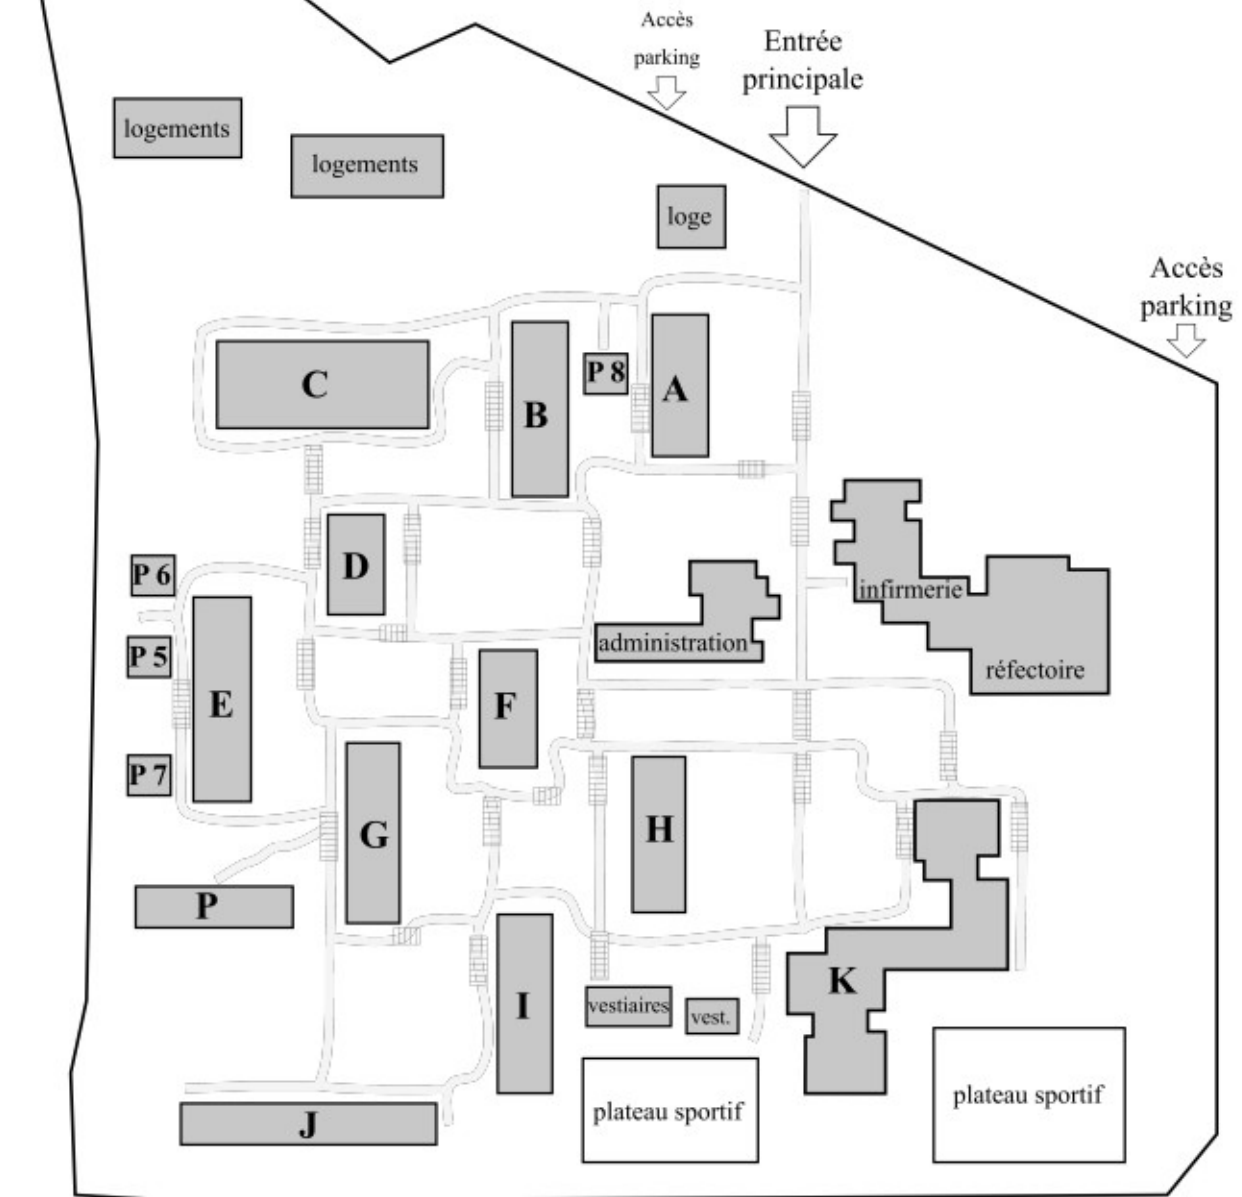 Accès
parking
Entrée
principale
logements
logements
loge
Accès
parking
C
B
P 8
A
D
P 6
infirmerie
administration
P 5
réfectoire
E
F
P 7
G
H
P
K
I
vestiaires
vest.
plateau sportif
plateau sportif
J